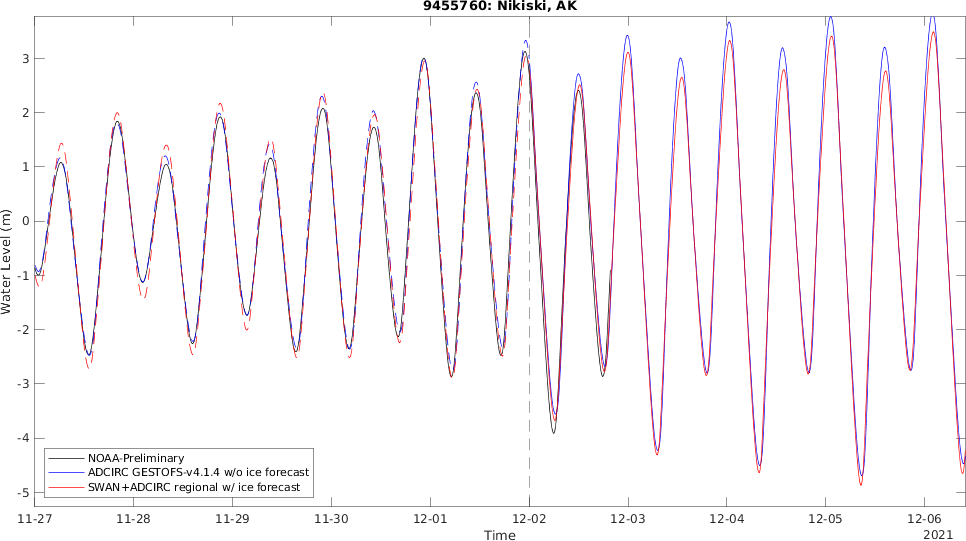 9455760: Nikiski, AK
Water Level (m)
3
2
1
0
-1
-2
-3
-4
-5
NOAA-Preliminary
ADCIRC GESTOFS-v4.1.4 w/o ice forecast
SWAN+ADCIRC regional w/ ice forecast
11-27 11-28 11-29 11-30 12-01 12-02 12-03 12-04 12-05 12-06
Time
2021